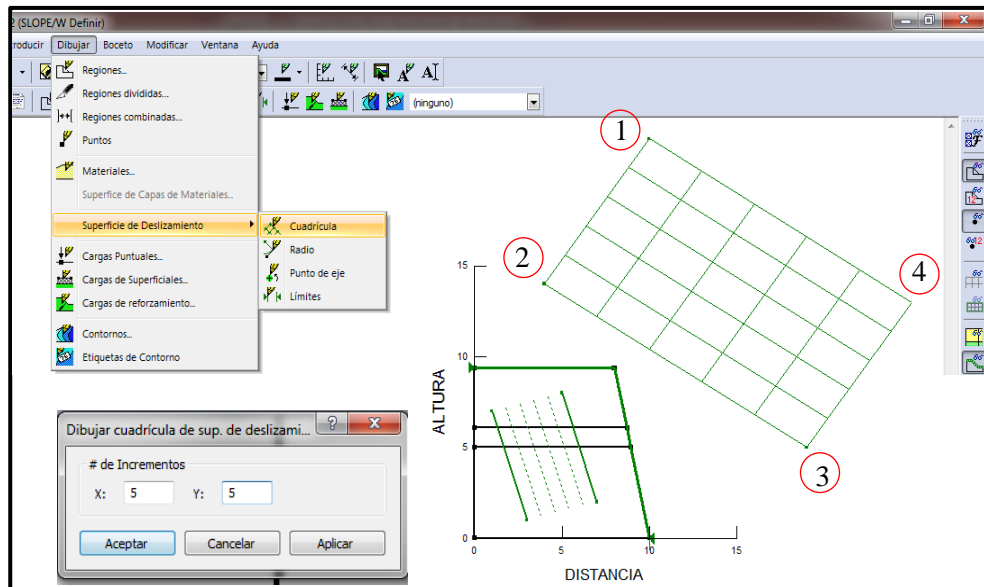 2 (SLOPE/W Definir)
roducir Dibujar Boceto Modificar Ventana Ayuda
(ninguno)
Regiones...
Regiones divididas...
Regiones combinadas...
Puntos
Materiales...
Superfice de Capas de Materiales...
Superficie de Deslizamiento
Cuadrícula
Radio
Punto de eje
Límites
Cargas Puntuales...
Cargas de Superficiales...
Cargas de reforzamiento...
Contornos...
Etiquetas de Contorno
1
2
3
4
15
10
5
0
ALTURA
0 5 10 15
DISTANCIA
Dibujar cuadrícula de sup. de deslizami...
# de Incrementos
X: 5 Y: 5
Aceptar Cancelar Aplicar